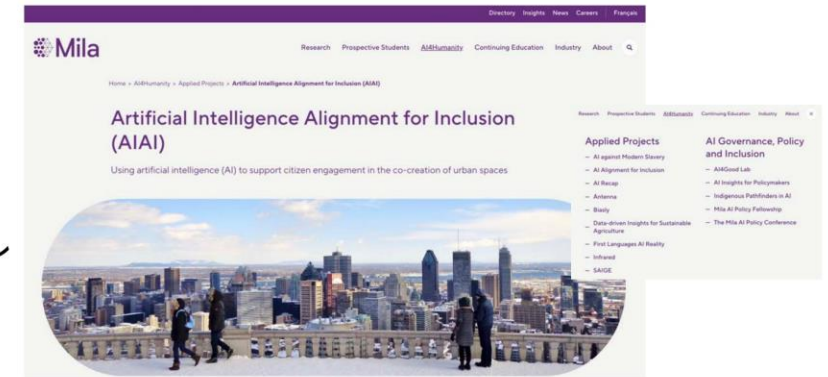 Directory Insights News Careers Français
Mila
Research Prospective Students AI4Humanity Continuing Education Industry About
Home > AI4Humanity > Applied Projects > Artificial Intelligence Alignment for Inclusion (AIAI)
Artificial Intelligence Alignment for Inclusion
(AIAI)
Using artificial intelligence (AI) to support citizen engagement in the co-creation of urban spaces
Research Prospective Students AI4Humanity Continuing Education Industry About ×
Applied Projects
– AI against Modern Slavery
– AI Alignment for Inclusion
– AI Recap
– Antenna
– Biasly
– Data-driven Insights for Sustainable
Agriculture
– First Languages AI Reality
– Infrared
– SAIGE
AI Governance, Policy
and Inclusion
– AI4Good Lab
– AI Insights for Policymakers
– Indigenous Pathfinders in AI
– Mila AI Policy Fellowship
– The Mila AI Policy Conference